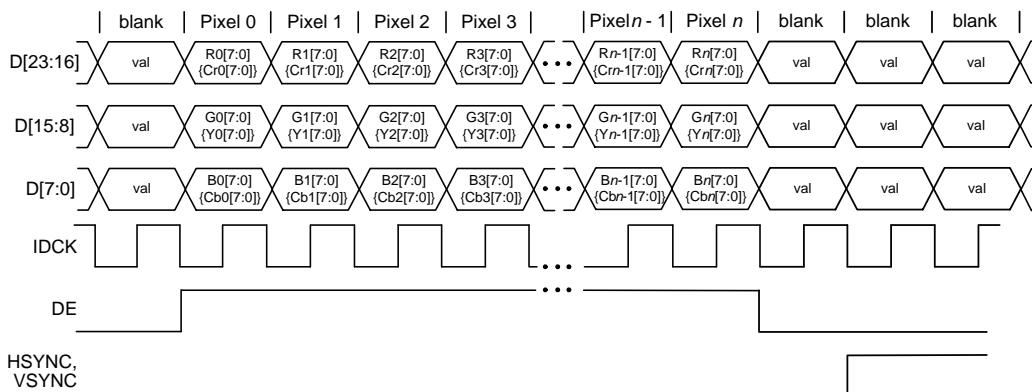 blank Pixel 0 Pixel 1 Pixel 2 Pixel 3 Pixeln - 1 Pixel n blank blank blank
D[23:16] val R0[7:0] R1[7:0] R2[7:0] R3[7:0] Rn-1[7:0] Rn[7:0] val val val
{Cr0[7:0]} {Cr1[7:0]} {Cr2[7:0]} {Cr3[7:0]} {Crn-1[7:0]} {Crn[7:0]}
D[15:8] val G0[7:0] G1[7:0] G2[7:0] G3[7:0] Gn-1[7:0] Gn[7:0] val val val
{Y0[7:0]} {Y1[7:0]} {Y2[7:0]} {Y3[7:0]} {Yn-1[7:0]} {Yn[7:0]}
D[7:0] val B0[7:0] B1[7:0] B2[7:0] B3[7:0] Bn-1[7:0] Bn[7:0] val val val
{Cb0[7:0]} {Cb1[7:0]} {Cb2[7:0]} {Cb3[7:0]} {Cbn-1[7:0]} {Cbn[7:0]}
IDCK
DE
HSYNC,
VSYNC